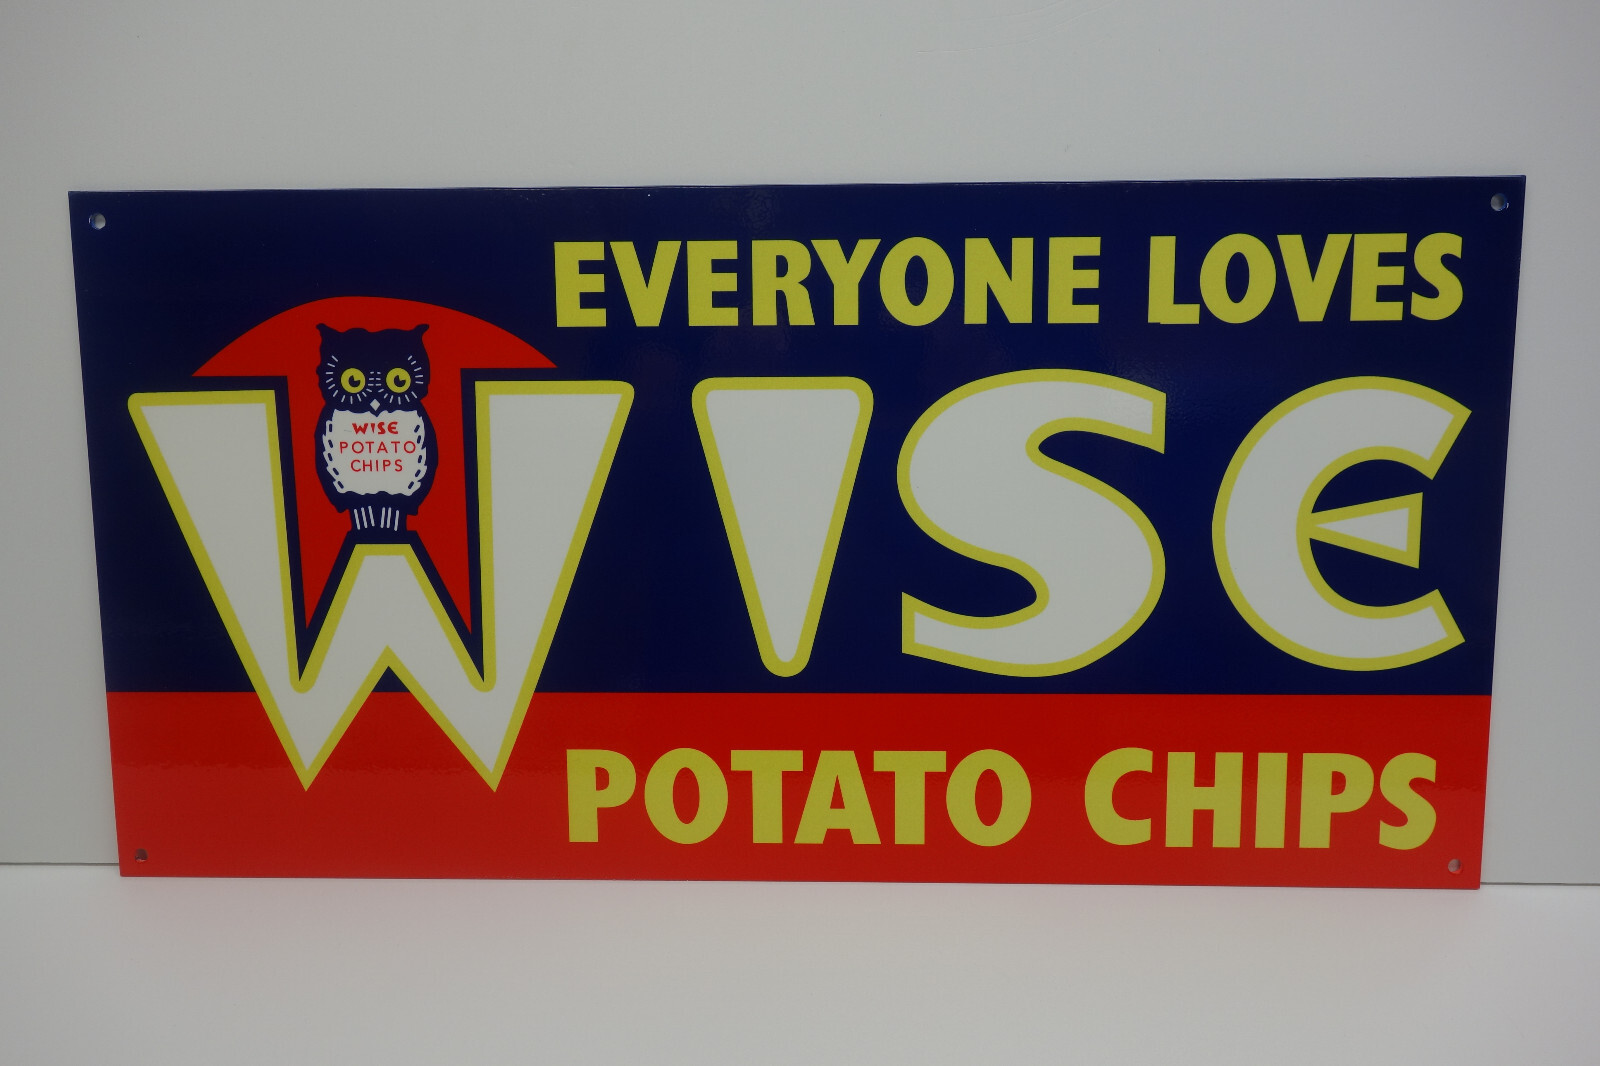 EVERYONE LOVES
WISE
POTATO CHIPS
WISE
POTATO
CHIPS